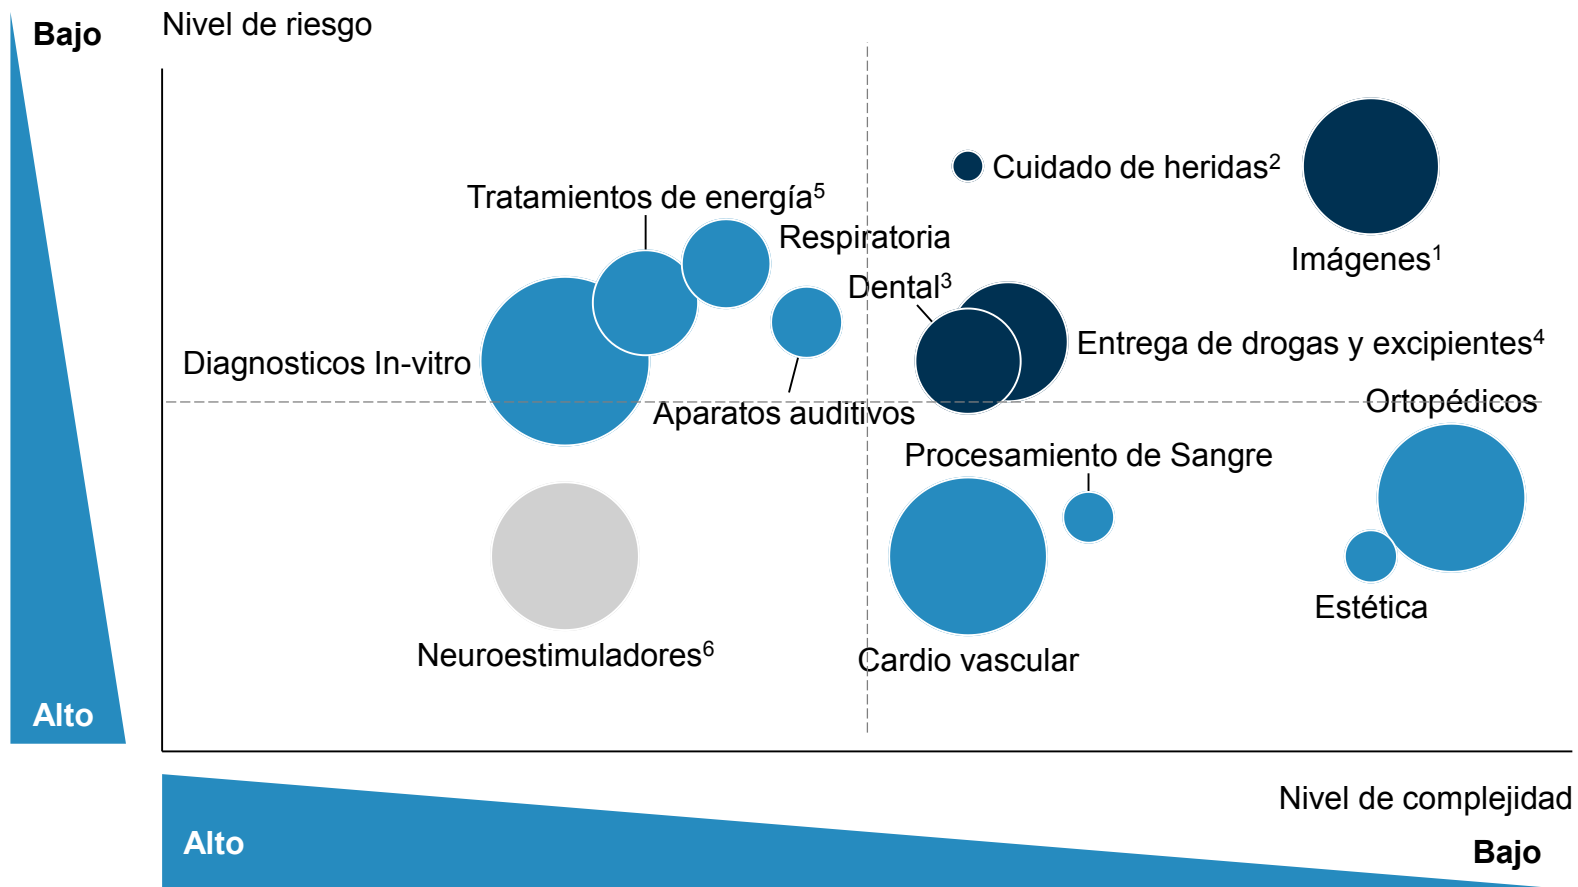 Bajo
Nivel de riesgo
Cuidado de heridas²
Tratamientos de energía⁵
Respiratoria
Imágenes¹
Dental³
Entrega de drogas y excipientes⁴
Diagnosticos In-vitro
Ortopédicos
Aparatos auditivos
Procesamiento de Sangre
Estética
Neuroestimuladores⁶
Cardio vascular
Alto
Nivel de complejidad
Alto
Bajo